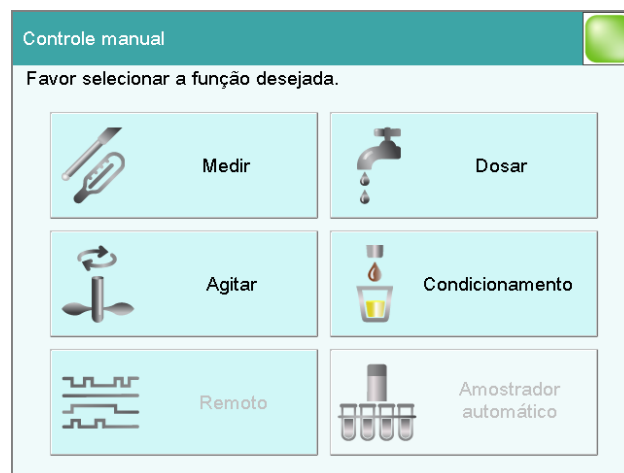 Controle manual
Favor selecionar a função desejada.
Medir
Dosar
Agitar
Condicionamento
Remoto
Amostrador
automático